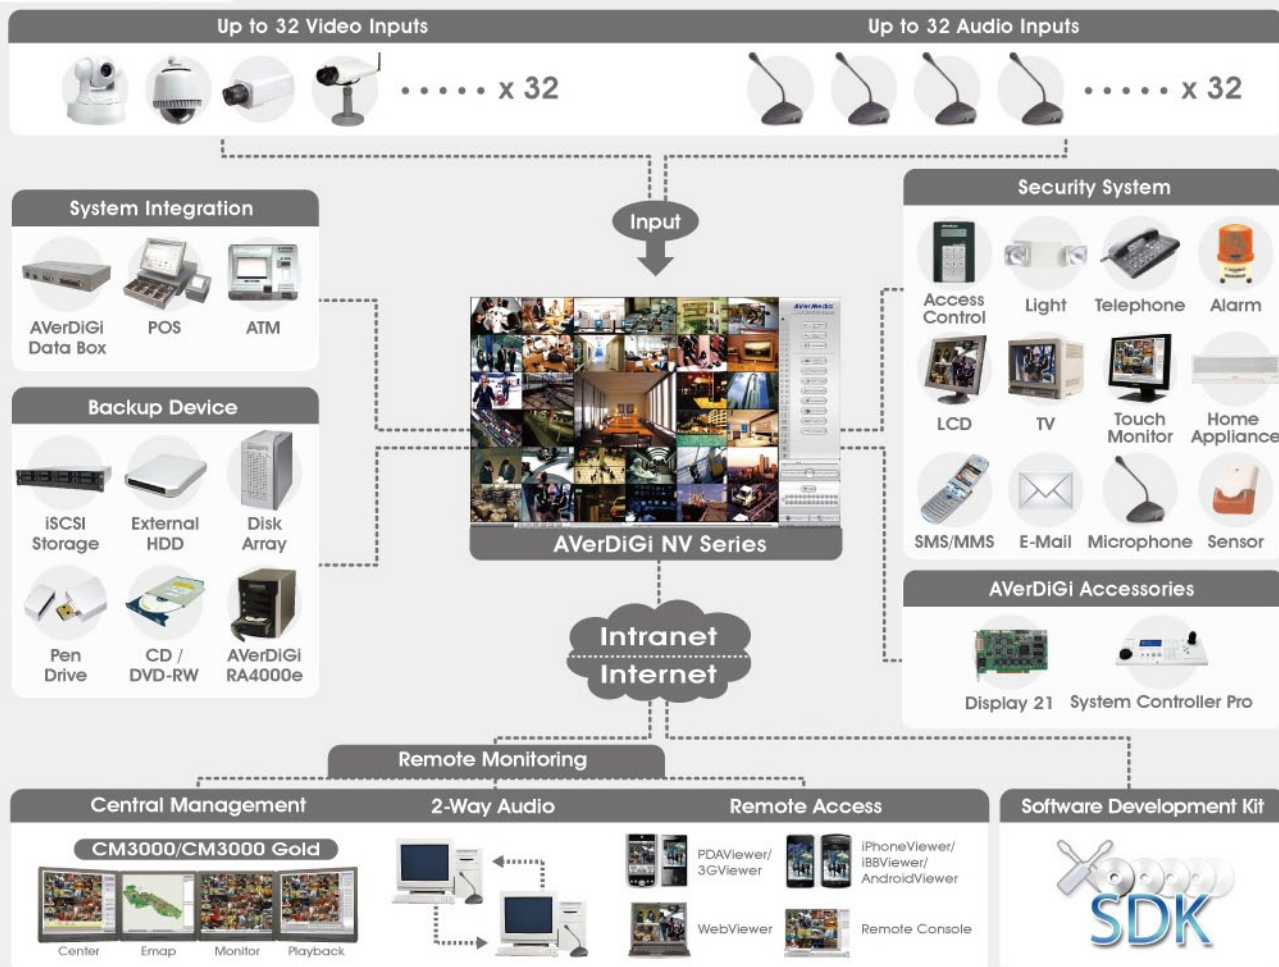 Up to 32 Video Inputs
Up to 32 Audio Inputs
..... x 32
..... x 32
Input
System Integration
AVerDiGi
Data Box
POS
ATM
Backup Device
iSCSI
Storage
External
HDD
Disk
Array
Pen
Drive
CD /
DVD-RW
AVerDiGi
RA4000e
AVerMedia
AVerDiGi NV Series
Security System
Access
Control
Light
Telephone
Alarm
LCD
TV
Touch
Monitor
Home
Appliance
SMS/MMS
E-Mail
Microphone
Sensor
AVerDiGi Accessories
Display 21
System Controller Pro
Intranet
Internet
Remote Monitoring
Central Management
CM3000/CM3000 Gold
Center
Emap
Monitor
Playback
2-Way Audio
Remote Access
PDAViewer/
3GViewer
iPhoneViewer/
iBBViewer/
AndroidViewer
WebViewer
Remote Console
Software Development Kit
SDK